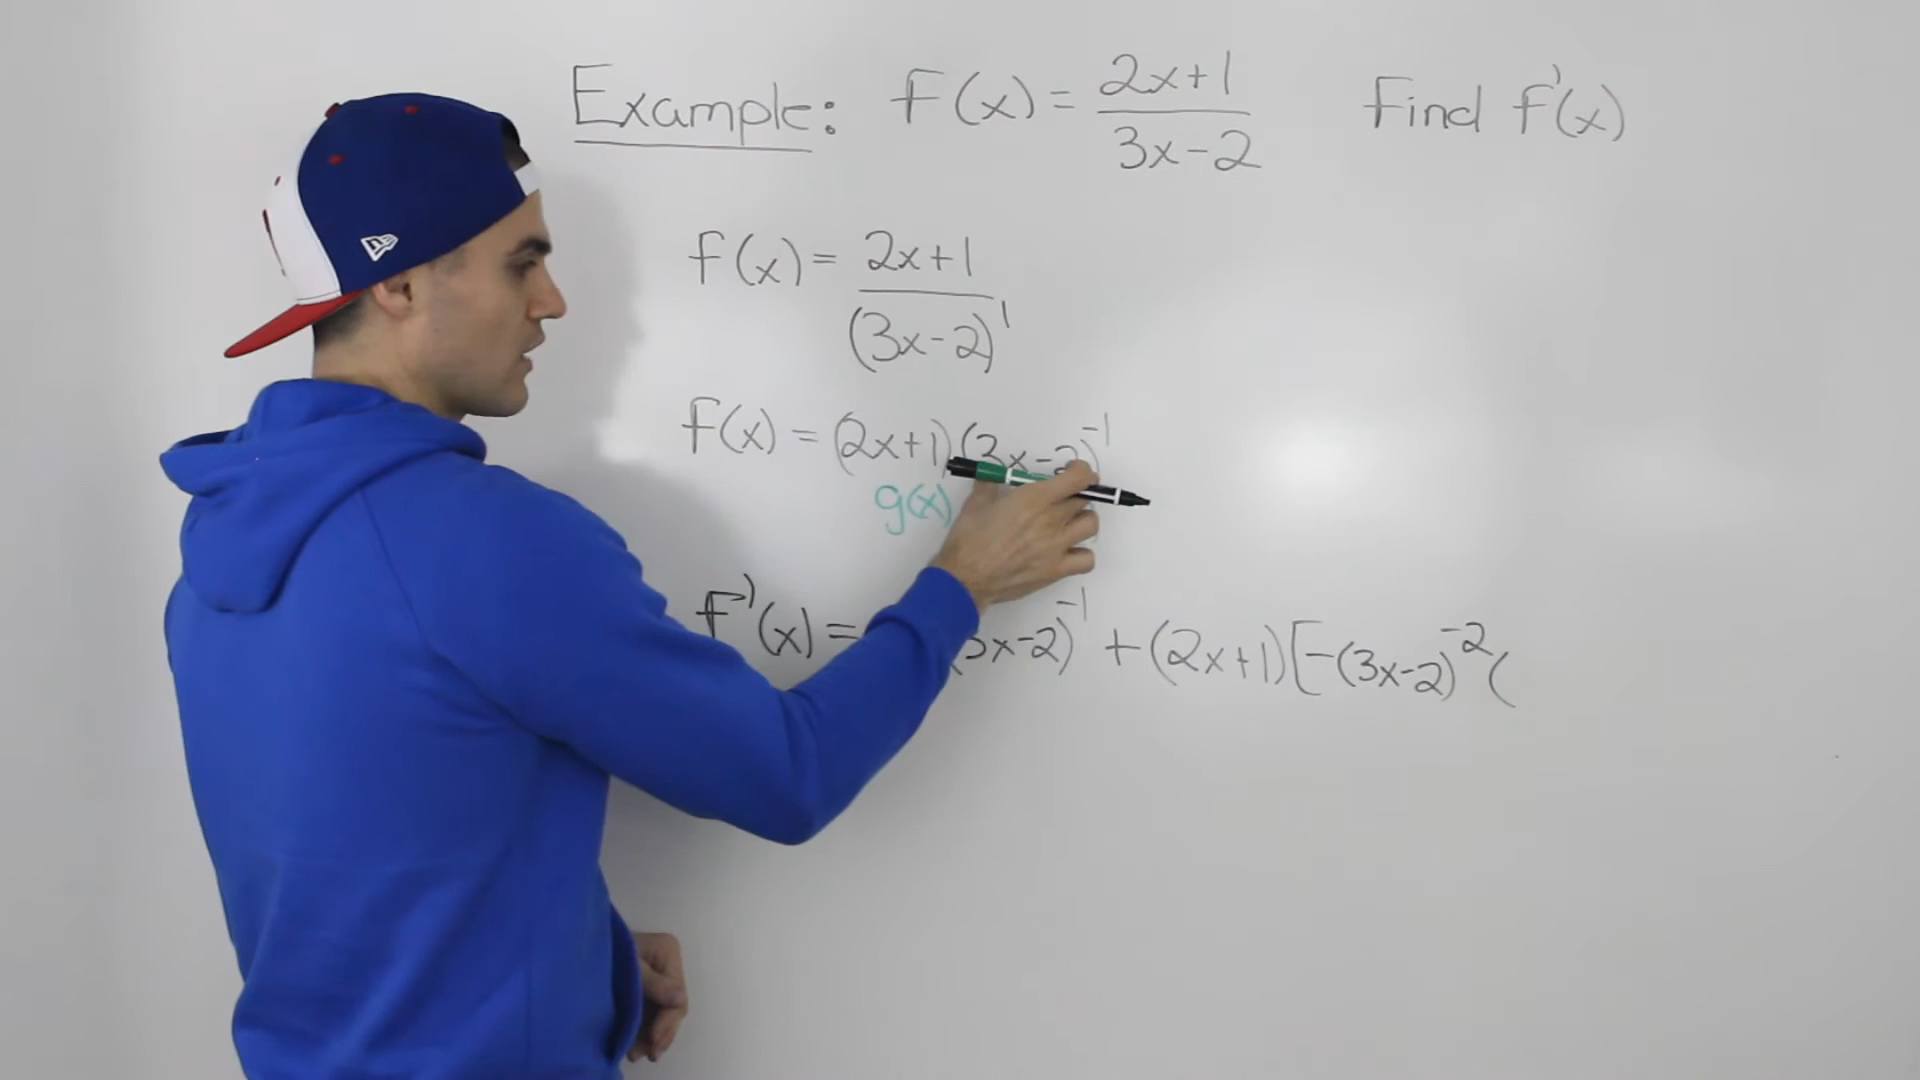 Example: f(x) = 2x+1 / 3x-2 Find f'(x)
f(x) = 2x+1 / (3x-2)^1
f(x) = (2x+1)(3x-2)^-1
g(x)
f'(x) = 3x-2)^-1 + (2x+1)[-(3x-2)^-2(